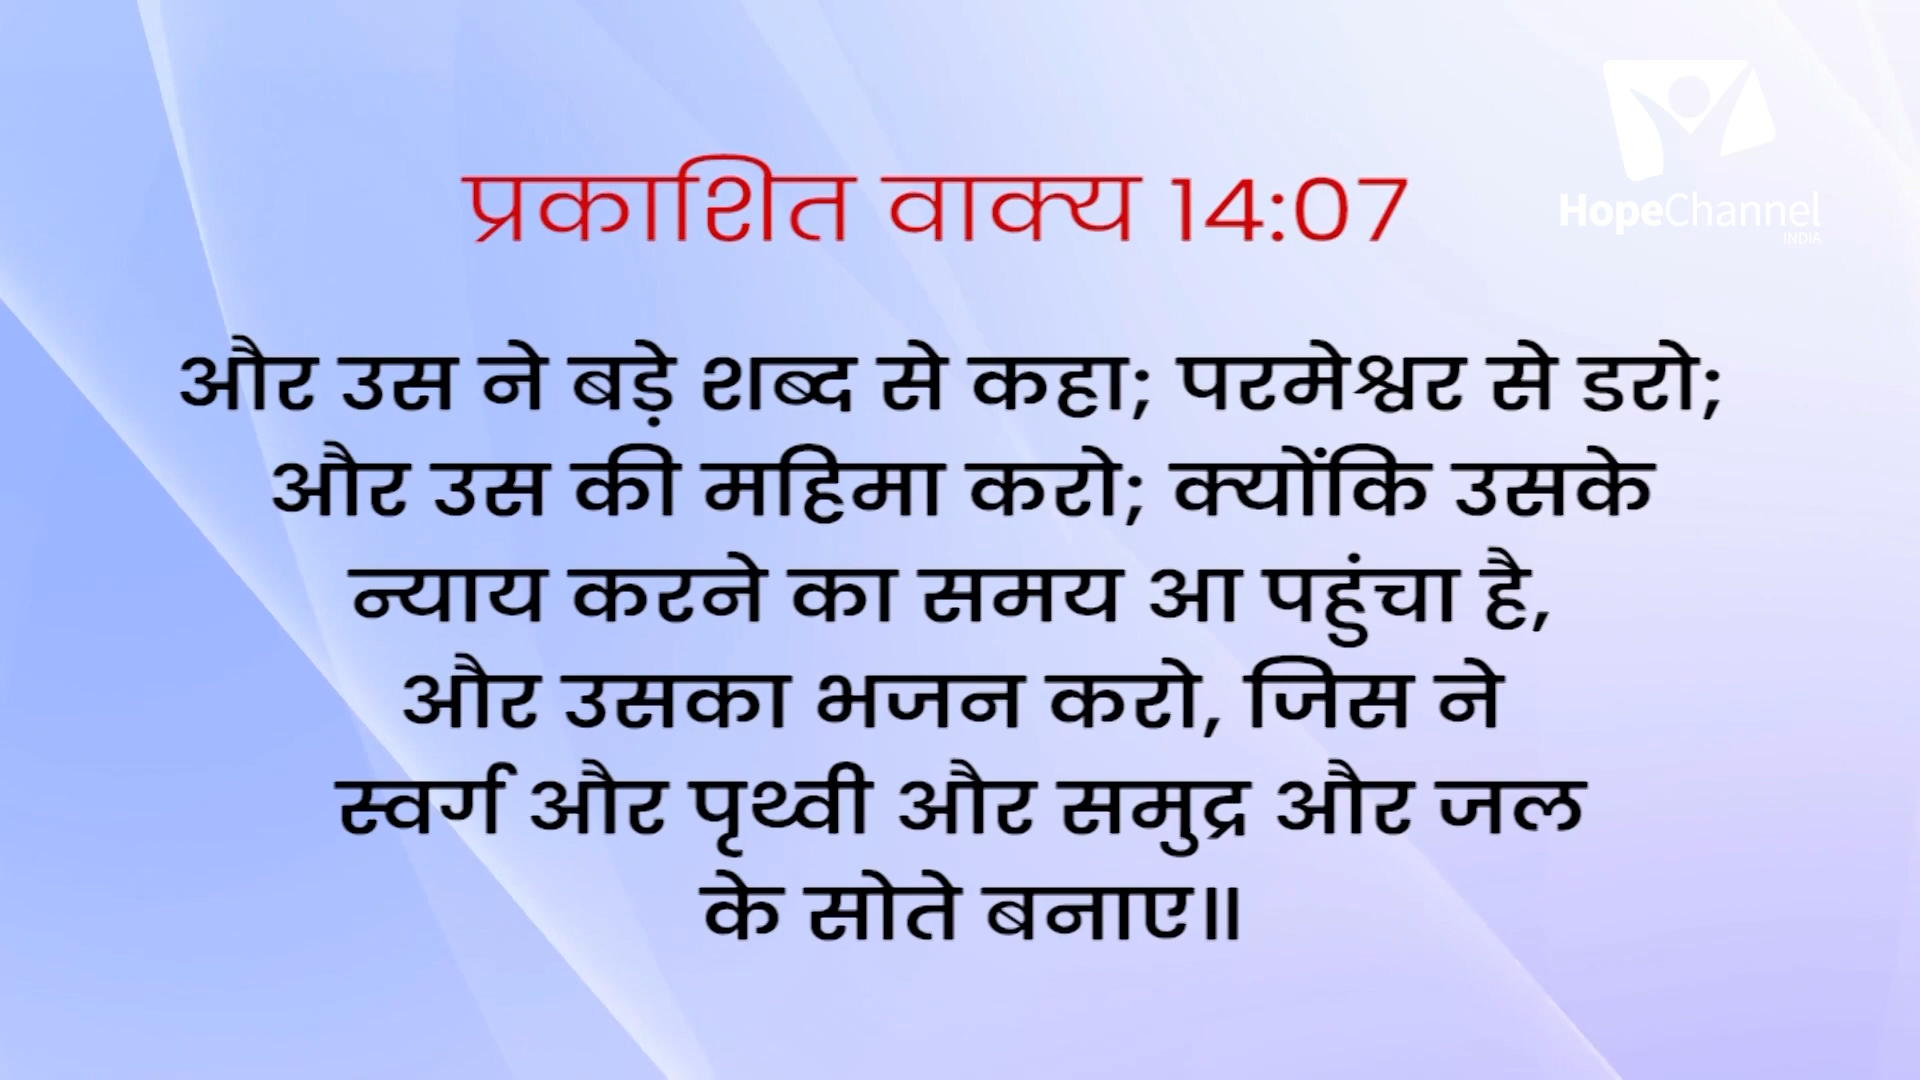 HopeChannel
INDIA
प्रकाशित वाक्य 14:07
और उस ने बड़े शब्द से कहा; परमेश्वर से डरो;
और उस की महिमा करो; क्योंकि उसके
न्याय करने का समय आ पहुंचा है,
और उसका भजन करो, जिस ने
स्वर्ग और पृथ्वी और समुद्र और जल
के सोते बनाए॥